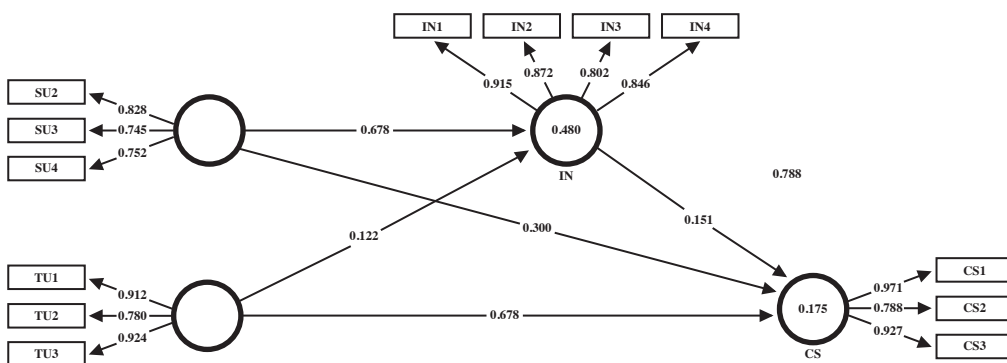 IN1 IN2 IN3 IN4
0.915 0.872 0.802 0.846
SU2
SU3
SU4
0.828
0.745
0.752
0.678
0.480
IN
0.788
0.151
0.300
0.122
TU1
TU2
TU3
0.912
0.780
0.924
0.678
0.175
CS
0.971
0.788
0.927
CS1
CS2
CS3